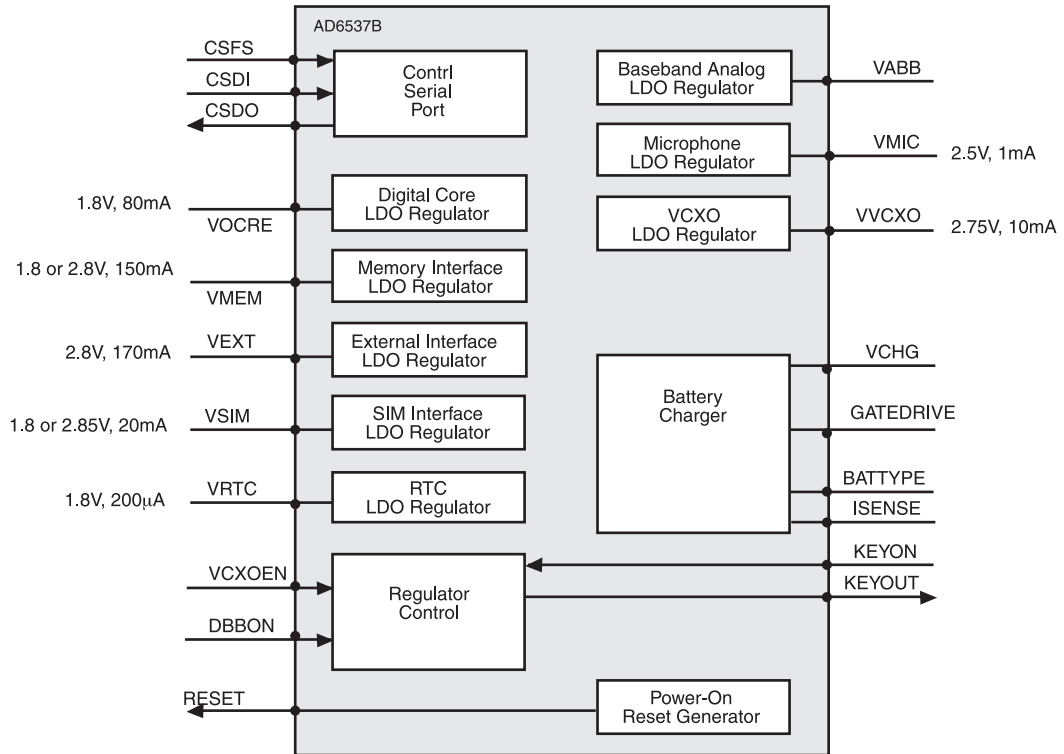 AD6537B
CSFS
CSDI
CSDO
Contrl
Serial
Port
Baseband Analog
LDO Regulator
VABB
Microphone
LDO Regulator
VMIC
2.5V, 1mA
1.8V, 80mA
VOCRE
Digital Core
LDO Regulator
VCXO
LDO Regulator
VVCXO
2.75V, 10mA
1.8 or 2.8V, 150mA
VMEM
Memory Interface
LDO Regulator
2.8V, 170mA
VEXT
External Interface
LDO Regulator
1.8 or 2.85V, 20mA
VSIM
SIM Interface
LDO Regulator
1.8V, 200µA
VRTC
RTC
LDO Regulator
Battery
Charger
VCHG
GATEDRIVE
BATTYPE
ISENSE
KEYON
KEYOUT
VCXOEN
DBBON
Regulator
Control
RESET
Power-On
Reset Generator